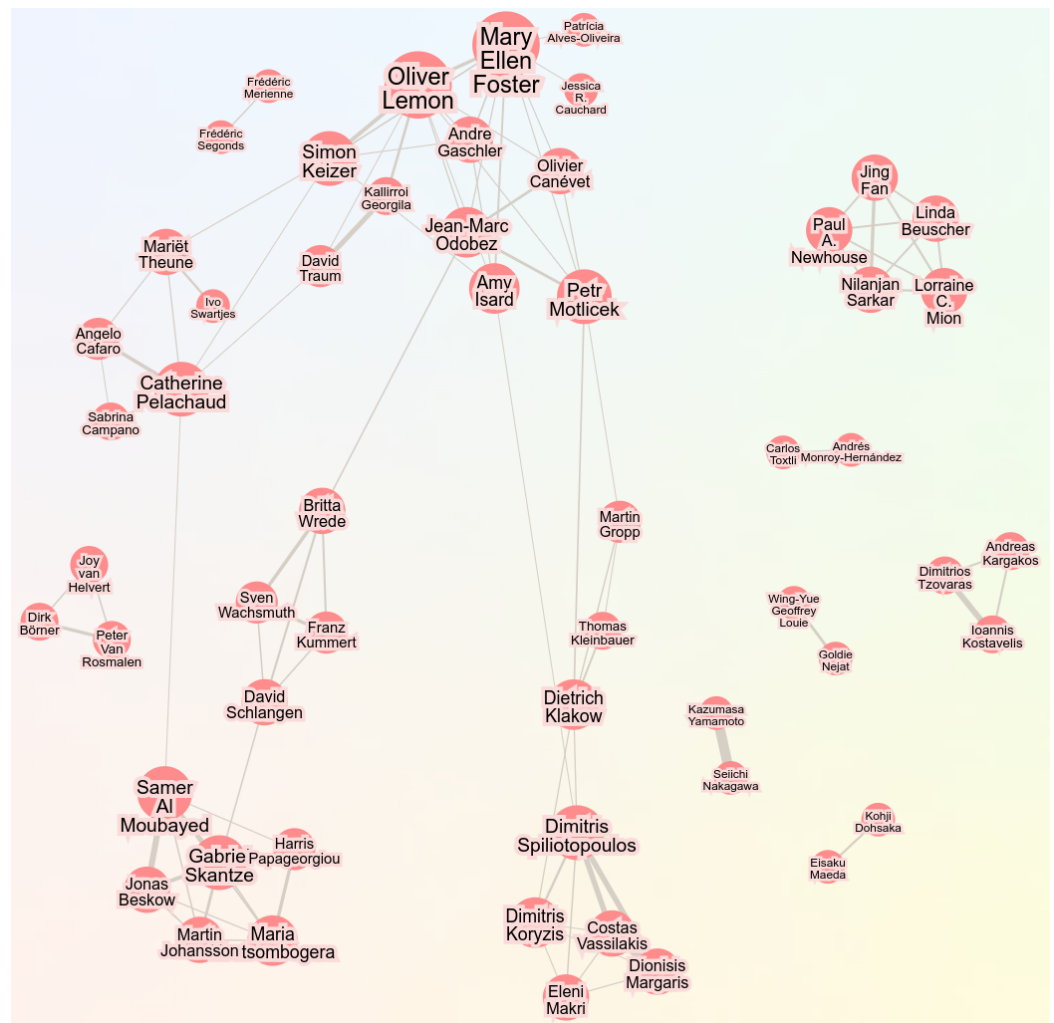 Mary
Ellen
Foster
Patrícia
Alves-Oliveira
Oliver
Lemon
Jessica
R.
Cauchard
Frédéric
Merienne
Frédéric
Segonds
Andre
Gaschler
Simon
Keizer
Olivier
Canévet
Kallirroi
Georgila
Jing
Fan
Linda
Beuscher
Paul
A.
Newhouse
Jean-Marc
Odobez
Mariët
Theune
David
Traum
Amy
Isard
Petr
Motlicek
Nilanjan
Sarkar
Lorraine
C.
Mion
Ivo
Swartjes
Angelo
Cafaro
Catherine
Pelachaud
Sabrina
Campano
Carlos
Toxtli
Andrés
Monroy-Hernández
Britta
Wrede
Martin
Gropp
Joy
van
Helvert
Andreas
Kargakos
Dimitrios
Tzovaras
Sven
Wachsmuth
Wing-Yue
Geoffrey
Louie
Dirk
Börner
Peter
Van
Rosmalen
Franz
Kummert
Thomas
Kleinbauer
Ioannis
Kostavelis
Goldie
Nejat
David
Schlangen
Dietrich
Klakow
Kazumasa
Yamamoto
Seiichi
Nakagawa
Samer
Al
Moubayed
Kohji
Dohsaka
Dimitris
Spiliotopoulos
Gabriel
Skantze
Harris
Papageorgiou
Eisaku
Maeda
Jonas
Beskow
Dimitris
Koryzis
Costas
Vassilakis
Martin
Johansson
Maria
tsombogera
Dionisis
Margaris
Eleni
Makri